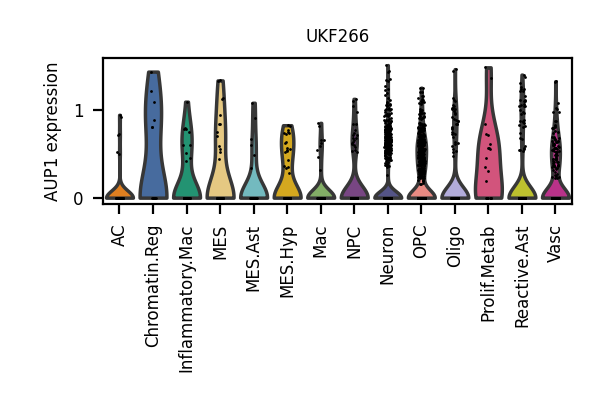 UKF266
AUP1 expression
1
0
AC
Chromatin.Reg
Inflammatory.Mac
MES
MES.Ast
MES.Hyp
Mac
NPC
Neuron
OPC
Oligo
Prolif.Metab
Reactive.Ast
Vasc